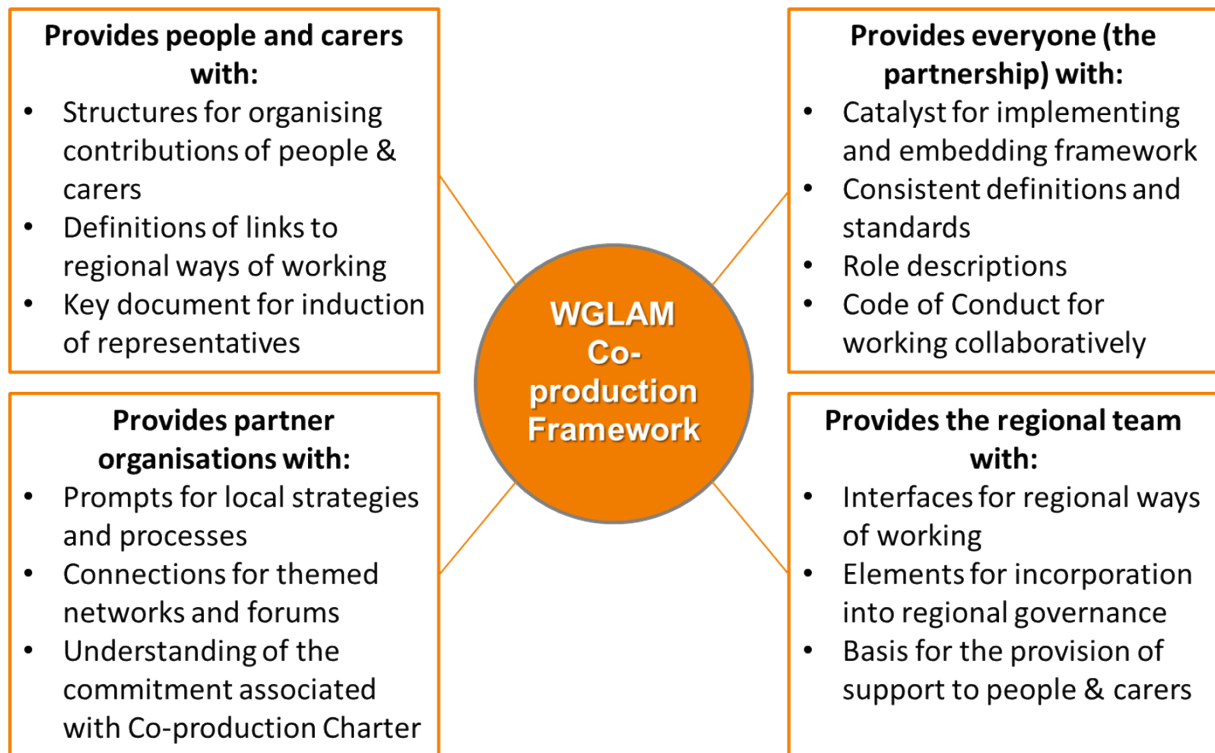 Provides people and carers
with:
• Structures for organising
contributions of people &
carers
• Definitions of links to
regional ways of working
• Key document for induction
of representatives
Provides everyone (the
partnership) with:
• Catalyst for implementing
and embedding framework
• Consistent definitions and
standards
• Role descriptions
• Code of Conduct for
working collaboratively
WGLAM
Co-
production
Framework
Provides partner
organisations with:
• Prompts for local strategies
and processes
• Connections for themed
networks and forums
• Understanding of the
commitment associated
with Co-production Charter
Provides the regional team
with:
• Interfaces for regional ways
of working
• Elements for incorporation
into regional governance
• Basis for the provision of
support to people & carers